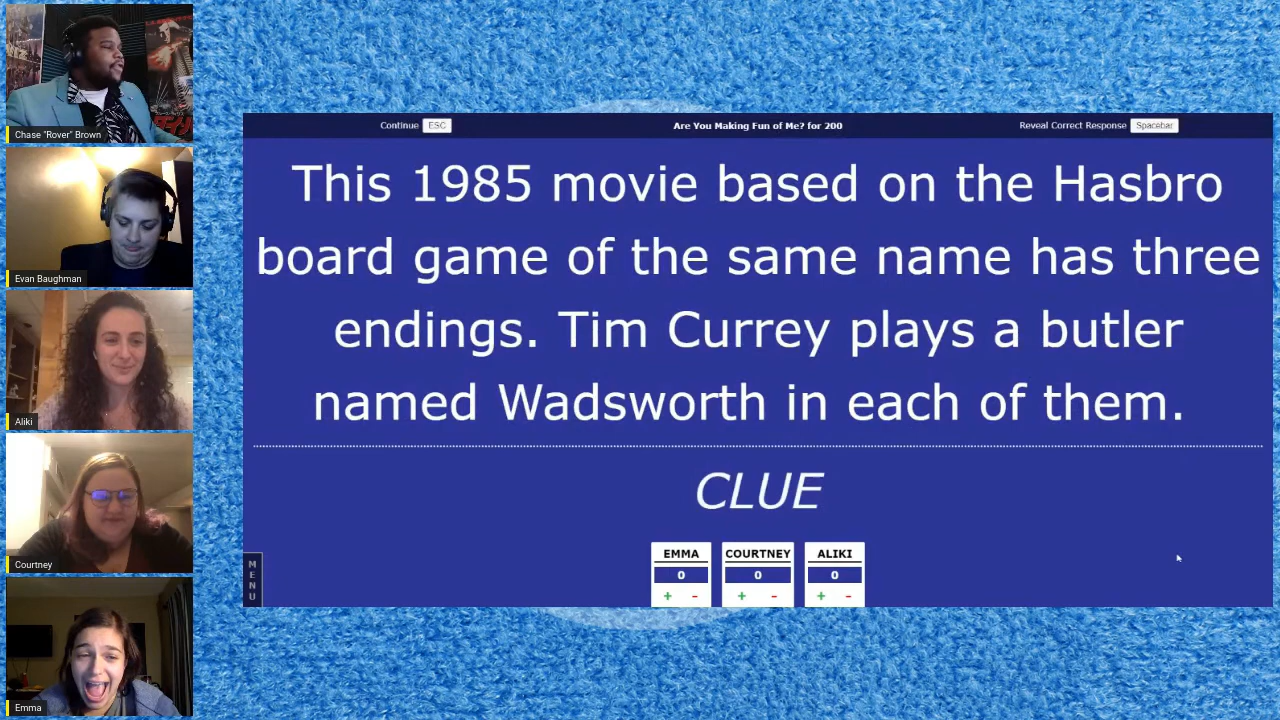 Chase "Rover" Brown
Evan Baughman
Aliki
Courtney
Emma
Continue ESC
Are You Making Fun of Me? for 200
Reveal Correct Response Spacebar
This 1985 movie based on the Hasbro
board game of the same name has three
endings. Tim Currey plays a butler
named Wadsworth in each of them.
CLUE
MENU
EMMA COURTNEY ALIKI
0 0 0
+ - + - + -